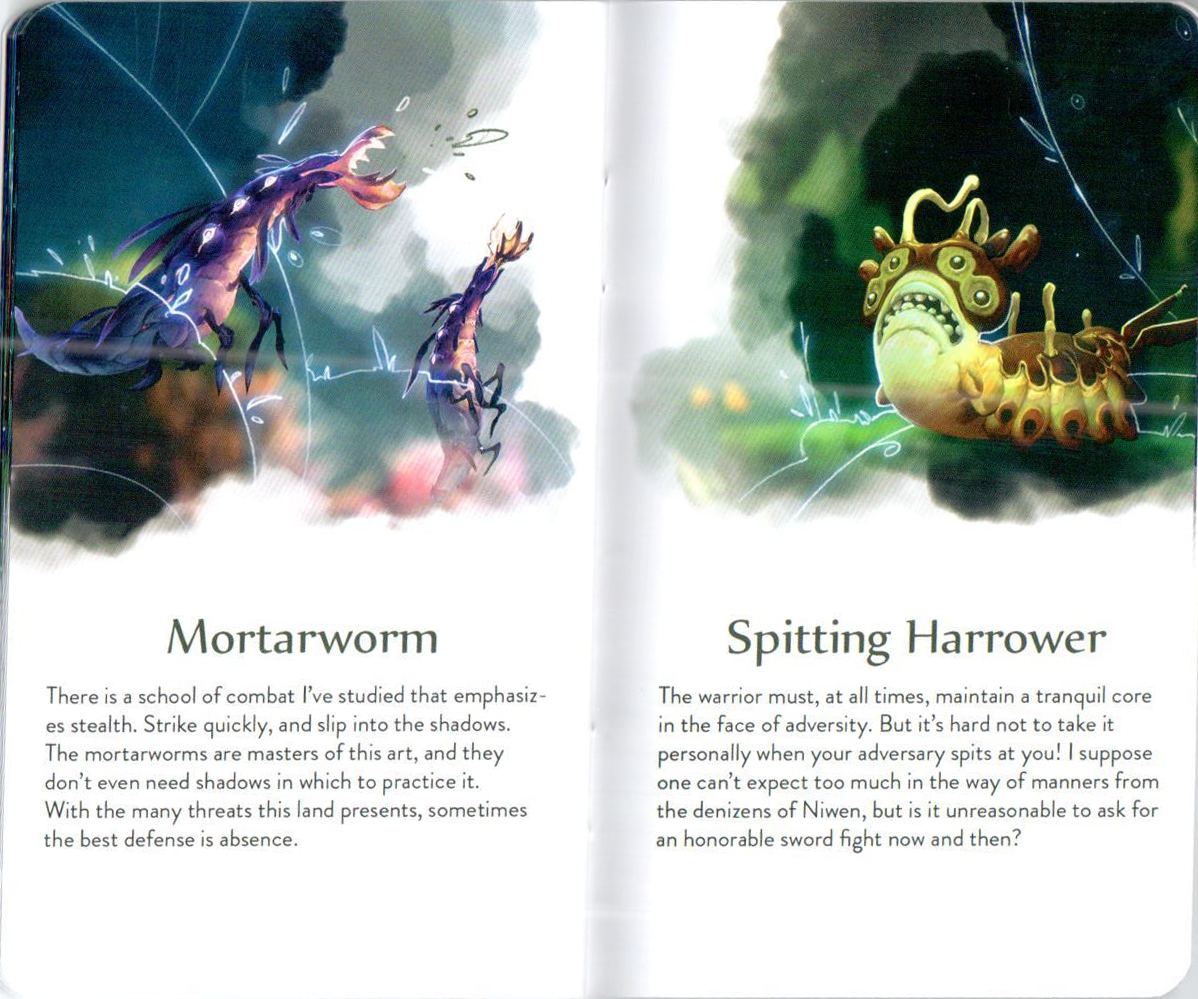 Mortarworm
There is a school of combat I've studied that emphasiz-
es stealth. Strike quickly, and slip into the shadows.
The mortarworms are masters of this art, and they
don't even need shadows in which to practice it.
With the many threats this land presents, sometimes
the best defense is absence.
Spitting Harrower
The warrior must, at all times, maintain a tranquil core
in the face of adversity. But it's hard not to take it
personally when your adversary spits at you! I suppose
one can't expect too much in the way of manners from
the denizens of Niwen, but is it unreasonable to ask for
an honorable sword fight now and then?